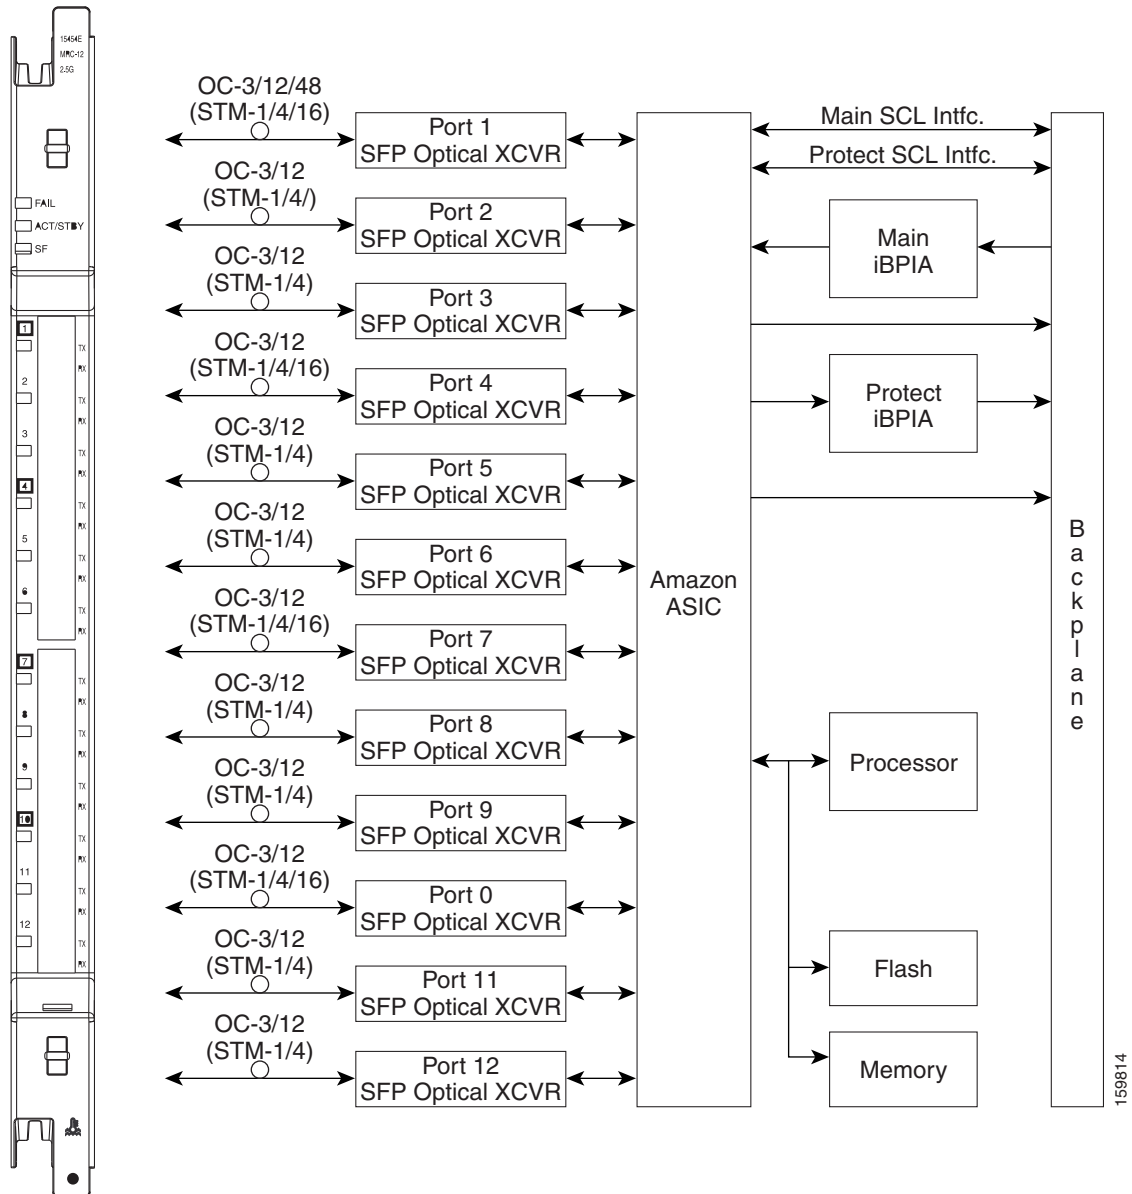 15454E
MRC-12
2.5G
FAIL
ACT/STBY
SF
1
TX
RX
2
TX
RX
3
TX
RX
4
TX
RX
5
TX
RX
6
TX
RX
7
TX
RX
8
TX
RX
9
TX
RX
10
TX
RX
11
TX
RX
12
TX
RX
OC-3/12/48
(STM-1/4/16)
Port 1
SFP Optical XCVR
OC-3/12
(STM-1/4/)
Port 2
SFP Optical XCVR
OC-3/12
(STM-1/4)
Port 3
SFP Optical XCVR
OC-3/12
(STM-1/4/16)
Port 4
SFP Optical XCVR
OC-3/12
(STM-1/4)
Port 5
SFP Optical XCVR
OC-3/12
(STM-1/4)
Port 6
SFP Optical XCVR
OC-3/12
(STM-1/4/16)
Port 7
SFP Optical XCVR
OC-3/12
(STM-1/4)
Port 8
SFP Optical XCVR
OC-3/12
(STM-1/4)
Port 9
SFP Optical XCVR
OC-3/12
(STM-1/4/16)
Port 0
SFP Optical XCVR
OC-3/12
(STM-1/4)
Port 11
SFP Optical XCVR
OC-3/12
(STM-1/4)
Port 12
SFP Optical XCVR
Amazon
ASIC
Main SCL Intfc.
Protect SCL Intfc.
Main
iBPIA
Protect
iBPIA
Processor
Flash
Memory
Backplane
159814